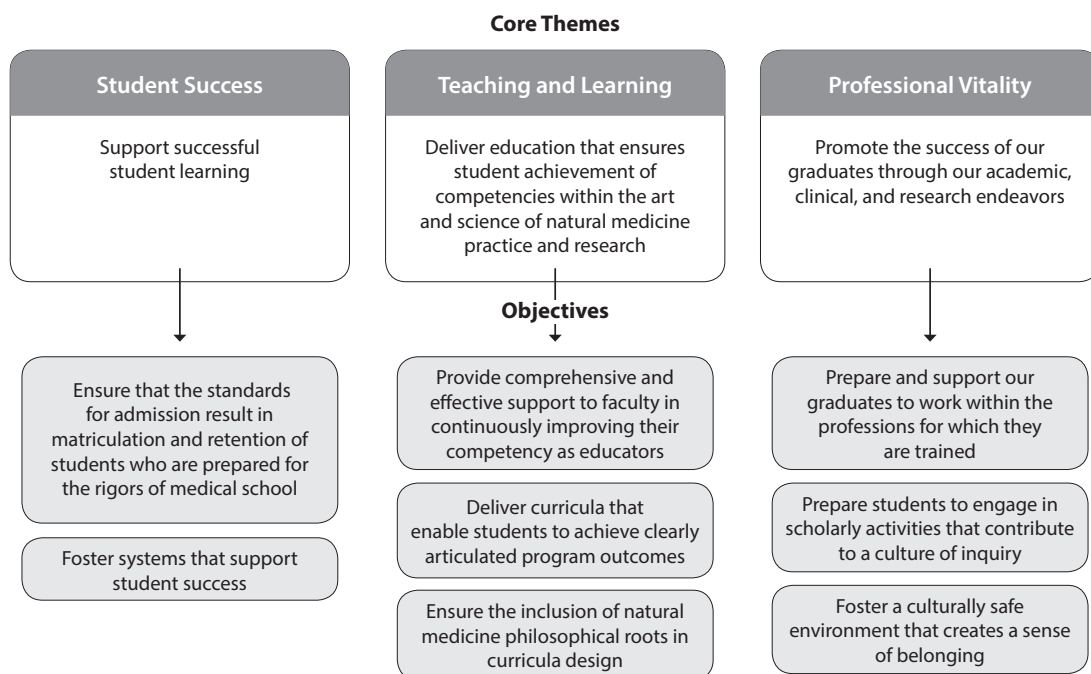 Core Themes
Student Success
Support successful
student learning
Teaching and Learning
Deliver education that ensures
student achievement of
competencies within the art
and science of natural medicine
practice and research
Professional Vitality
Promote the success of our
graduates through our academic,
clinical, and research endeavors
Objectives
Ensure that the standards
for admission result in
matriculation and retention of
students who are prepared for
the rigors of medical school
Foster systems that support
student success
Provide comprehensive and
effective support to faculty in
continuously improving their
competency as educators
Deliver curricula that
enable students to achieve clearly
articulated program outcomes
Ensure the inclusion of natural
medicine philosophical roots in
curricula design
Prepare and support our
graduates to work within the
professions for which they
are trained
Prepare students to engage in
scholarly activities that contribute
to a culture of inquiry
Foster a culturally safe
environment that creates a sense
of belonging